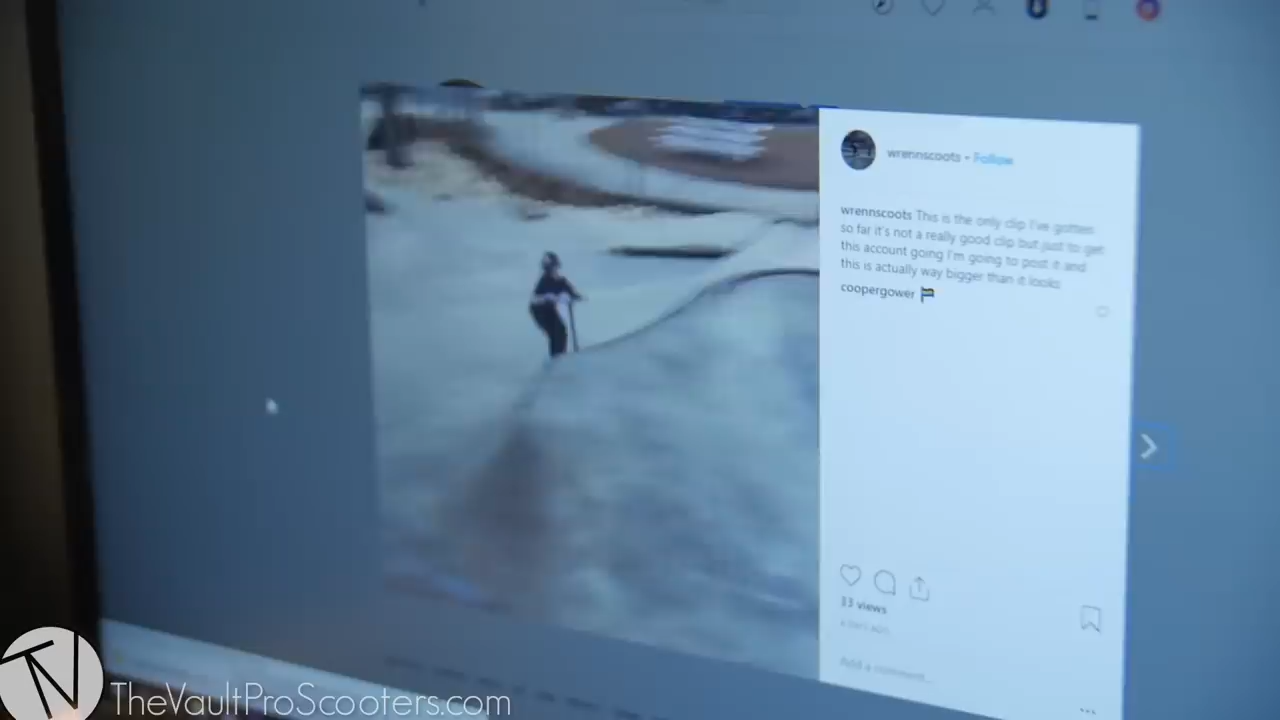 wrennscoots • Follow
wrennscoots This is the only clip I've gotten
so far it's not a really good clip but just to get
this account going I'm going to post it and
this is actually way bigger than it looks
coopergower
33 views
Add a comment...
TheVaultProScooters.com